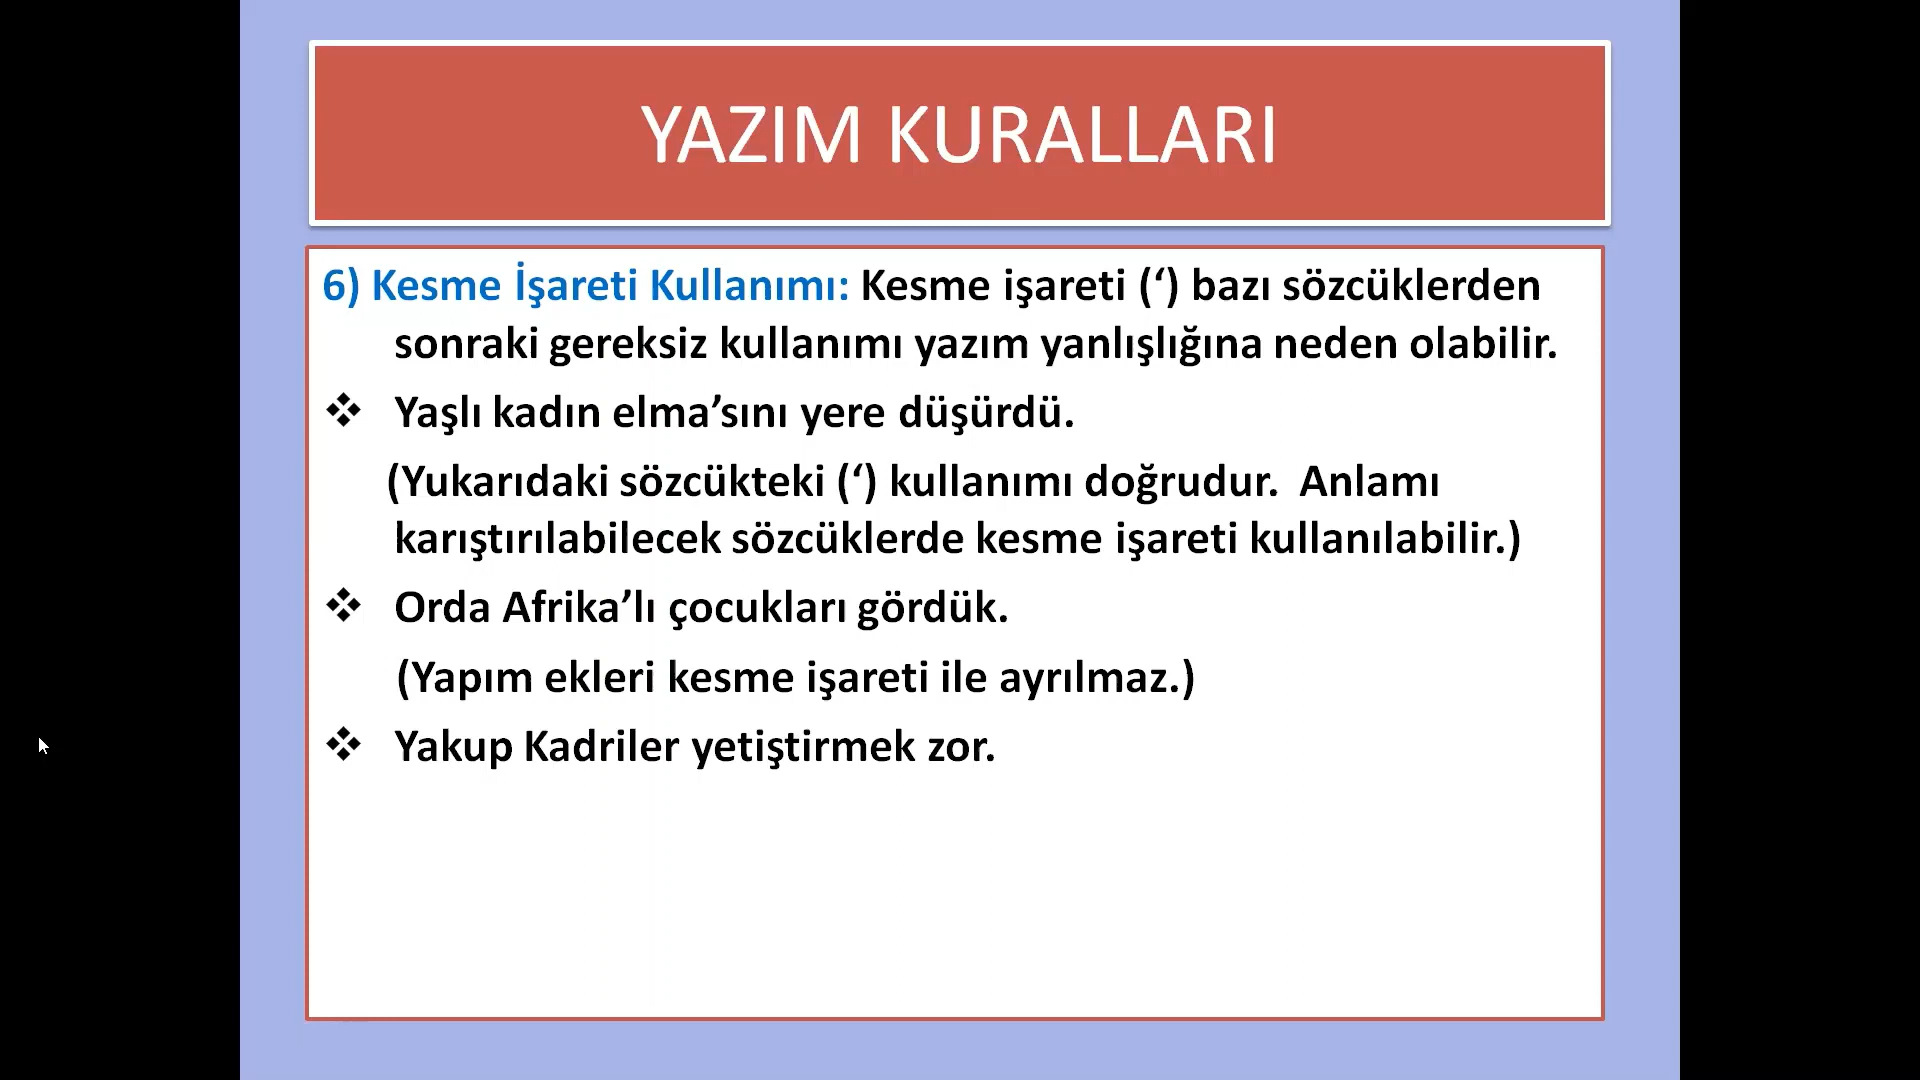 YAZIM KURALLARI
6) Kesme İşareti Kullanımı: Kesme işareti (‘) bazı sözcüklerden
sonraki gereksiz kullanımı yazım yanlışlığına neden olabilir.
❖ Yaşlı kadın elma’sını yere düşürdü.
(Yukarıdaki sözcükteki (‘) kullanımı doğrudur. Anlamı
karıştırılabilecek sözcüklerde kesme işareti kullanılabilir.)
❖ Orda Afrika’lı çocukları gördük.
(Yapım ekleri kesme işareti ile ayrılmaz.)
❖ Yakup Kadriler yetiştirmek zor.